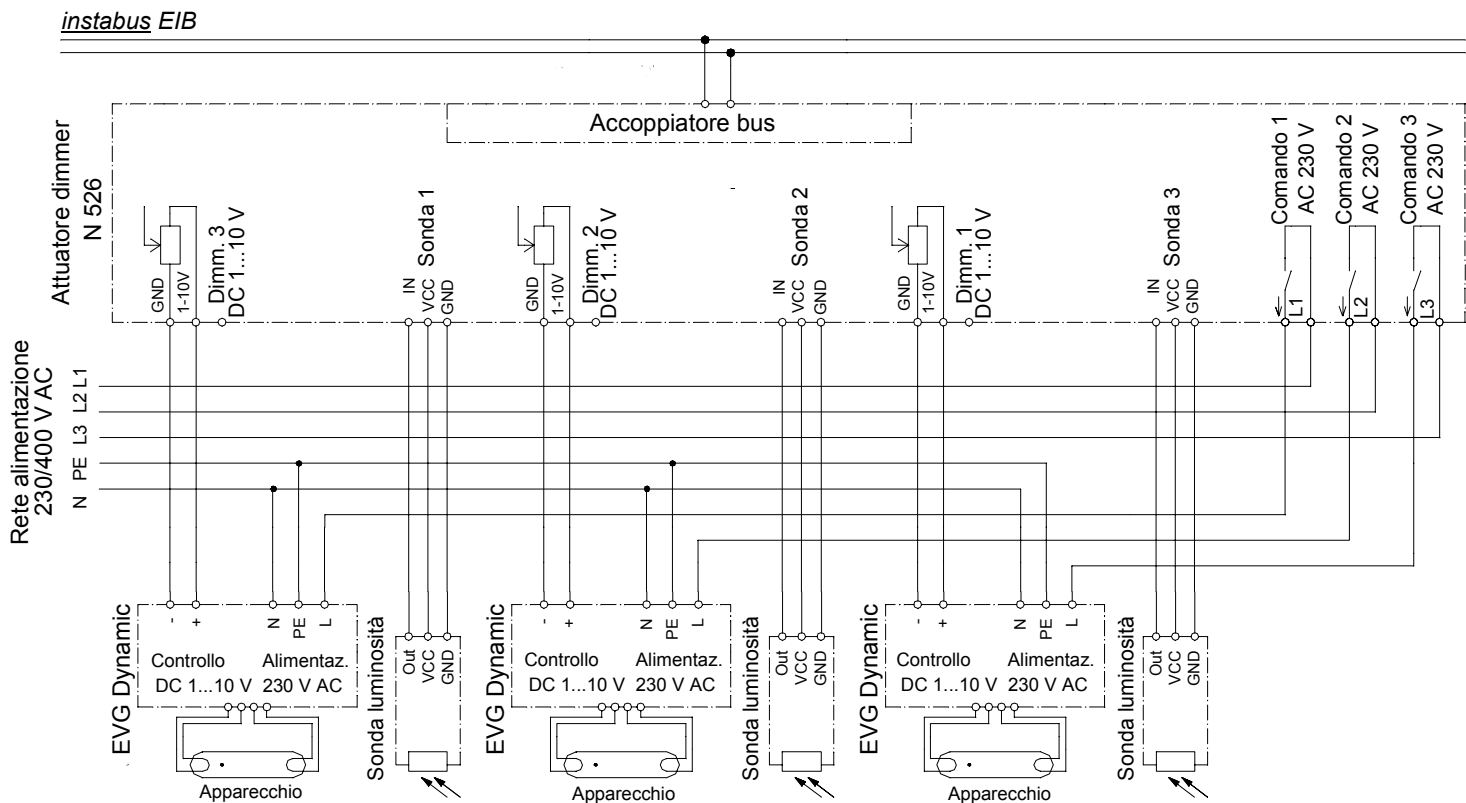 instabus EIB
Accoppiatore bus
Attuatore dimmer
N 526
GND
1-10V
Dimm. 3
DC 1...10 V
IN
VCC
GND
Sonda 1
GND
1-10V
Dimm. 2
DC 1...10 V
IN
VCC
GND
Sonda 2
GND
1-10V
Dimm. 1
DC 1...10 V
IN
VCC
GND
Sonda 3
Comando 1
AC 230 V
Comando 2
AC 230 V
Comando 3
AC 230 V
L1
L2
L3
Rete alimentazione
230/400 V AC
L1
L2
L3
PE
N
EVG Dynamic
-
+
N
PE
L
Controllo
DC 1...10 V
Alimentaz.
230 V AC
Apparecchio
Sonda luminosità
Out
VCC
GND
EVG Dynamic
-
+
N
PE
L
Controllo
DC 1...10 V
Alimentaz.
230 V AC
Apparecchio
Sonda luminosità
Out
VCC
GND
EVG Dynamic
-
+
N
PE
L
Controllo
DC 1...10 V
Alimentaz.
230 V AC
Apparecchio
Sonda luminosità
Out
VCC
GND